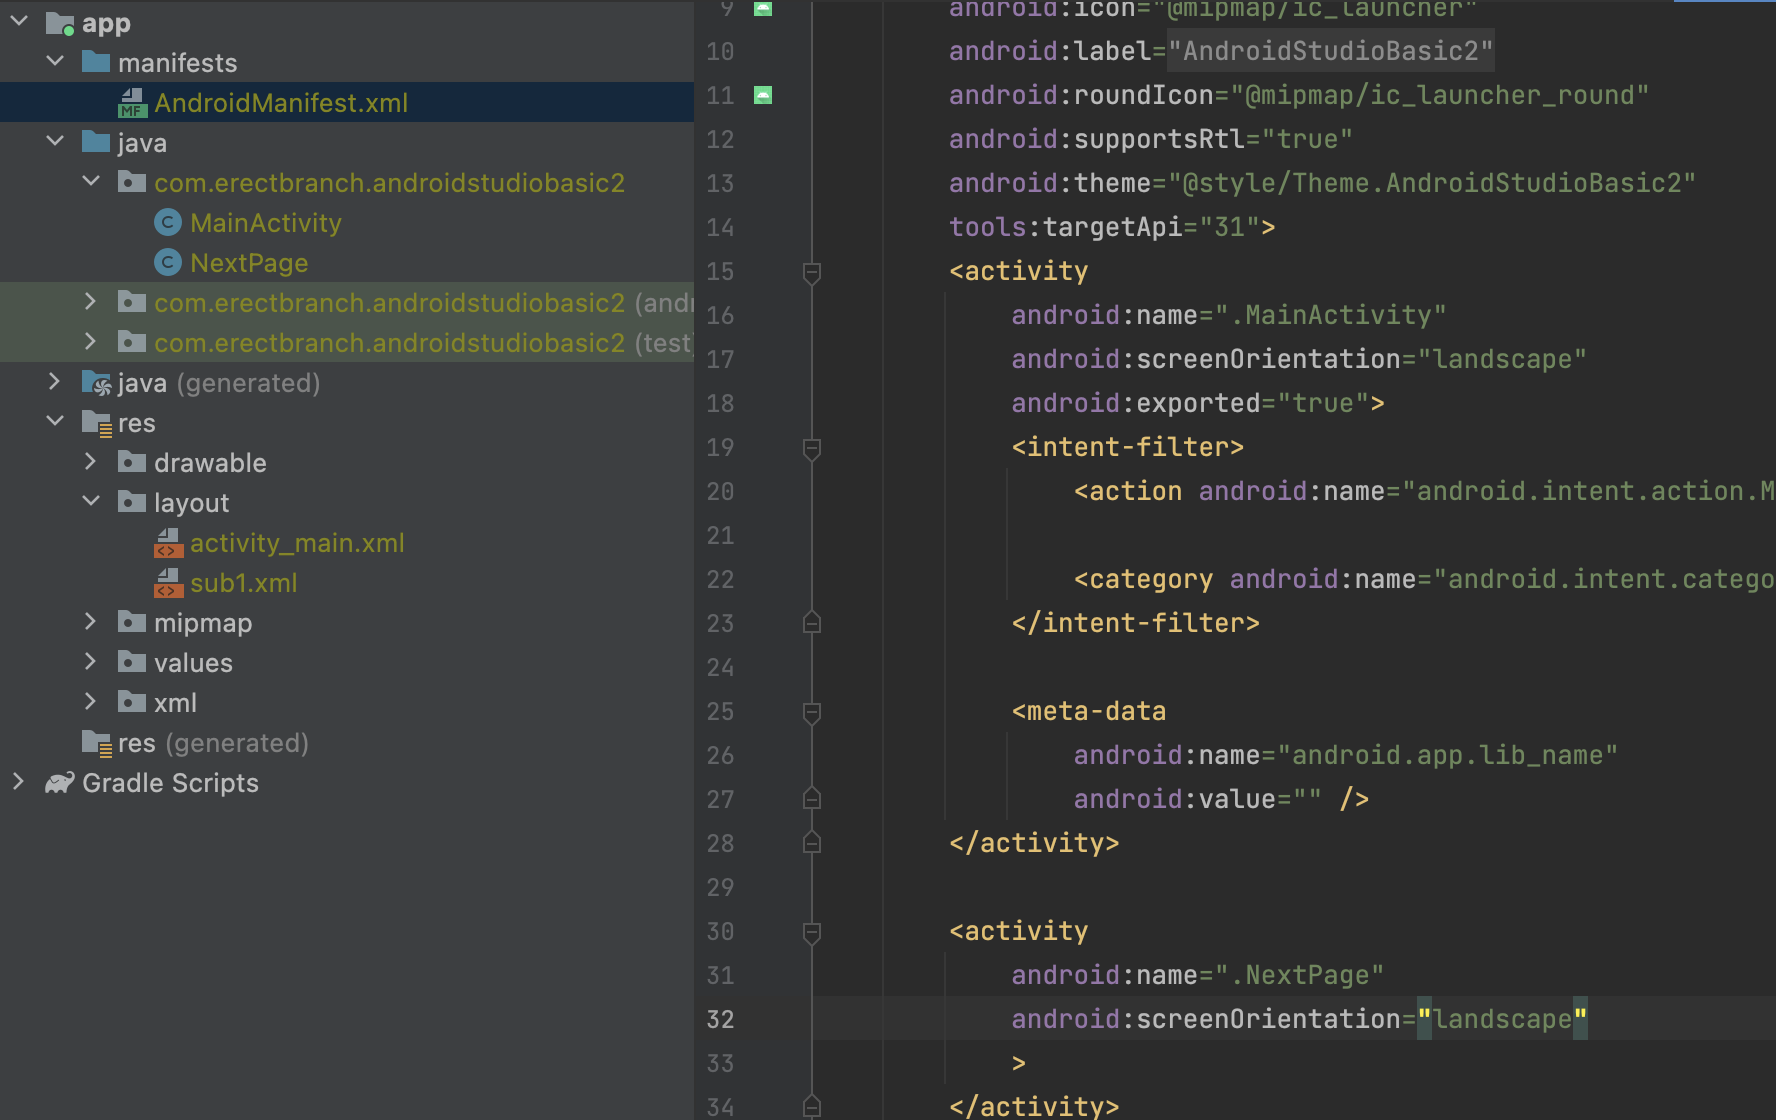 app
manifests
MF AndroidManifest.xml
java
com.erectbranch.androidstudiobasic2
C MainActivity
C NextPage
com.erectbranch.androidstudiobasic2 (andr
com.erectbranch.androidstudiobasic2 (test)
java (generated)
res
drawable
layout
<> activity_main.xml
<> sub1.xml
mipmap
values
xml
res (generated)
Gradle Scripts
9 android:icon="@mipmap/ic_launcher"
10 android:label="AndroidStudioBasic2"
11 android:roundIcon="@mipmap/ic_launcher_round"
12 android:supportsRtl="true"
13 android:theme="@style/Theme.AndroidStudioBasic2"
14 tools:targetApi="31">
15 <activity
16 android:name=".MainActivity"
17 android:screenOrientation="landscape"
18 android:exported="true">
19 <intent-filter>
20 <action android:name="android.intent.action.M
21
22 <category android:name="android.intent.catego
23 </intent-filter>
24
25 <meta-data
26 android:name="android.app.lib_name"
27 android:value="" />
28 </activity>
29
30 <activity
31 android:name=".NextPage"
32 android:screenOrientation="landscape"
33 >
34 </activity>